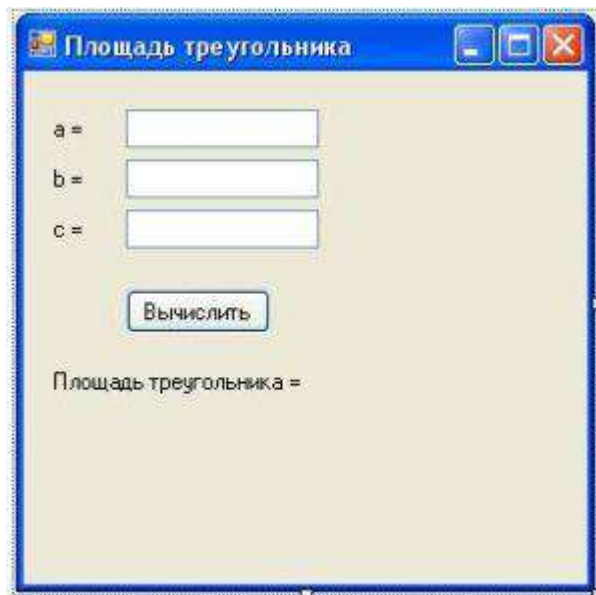 Площадь треугольника
a =
b =
c =
Вычислить
Площадь треугольника =